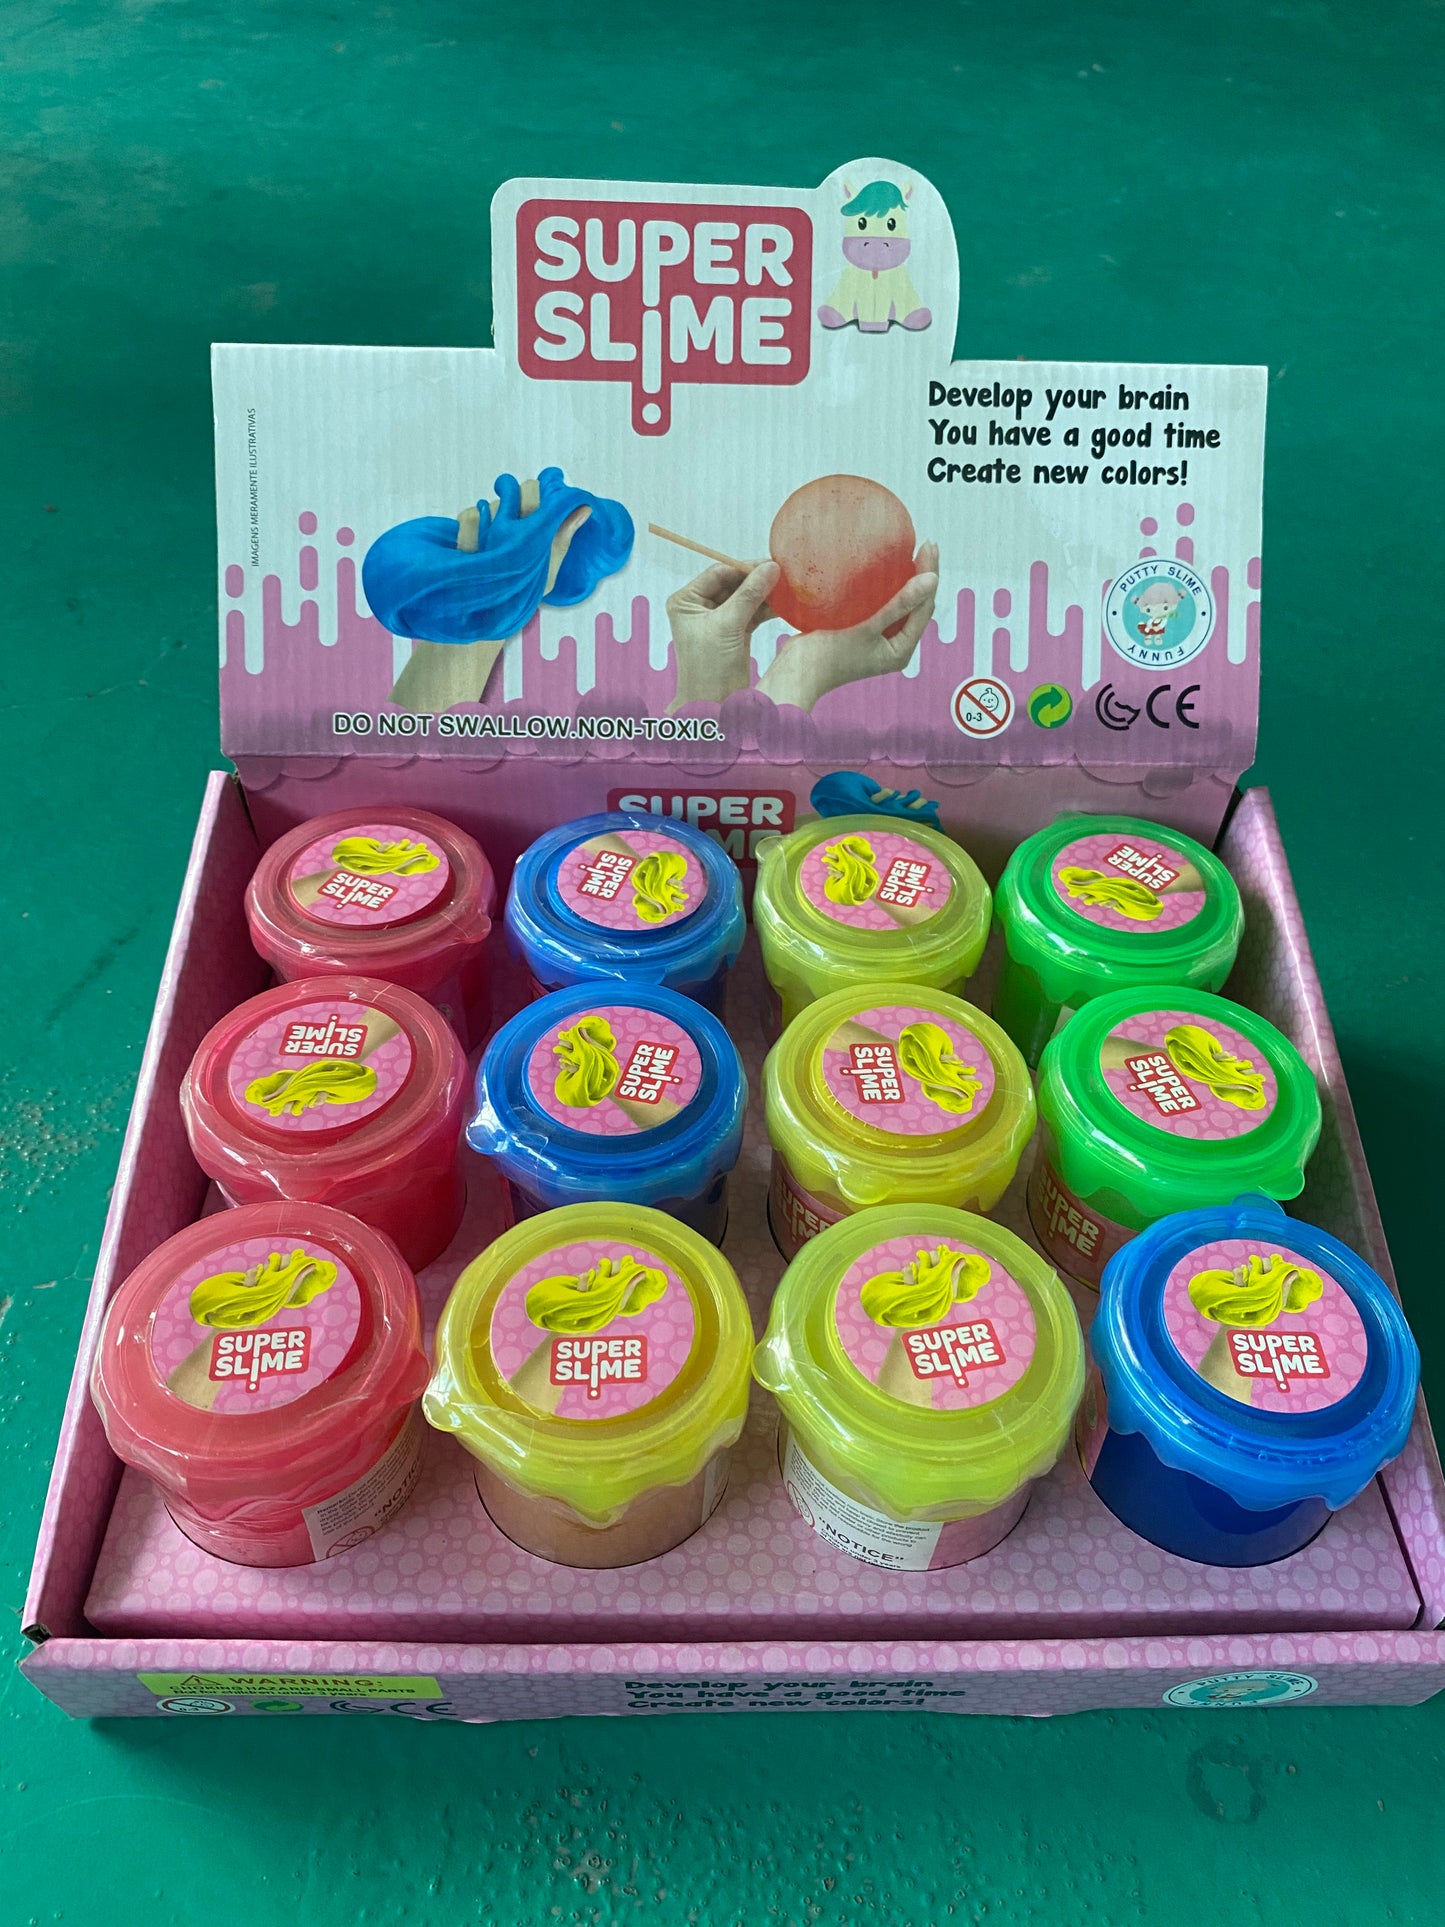 SUPER
SLIME
Develop your brain
You have a good time
Create new colors!
IMAGENS MERAMENTE ILUSTRATIVAS
PUTTY SLIME
FUNNY
0-3
CE
DO NOT SWALLOW.NON-TOXIC.
SUPER
SUPER
SLIME
SUPER
SLIME
SUPER
SLIME
SUPER
SLIME
SUPER
SLIME
SUPER
SLIME
SUPER
SLIME
SUPER
SLIME
SUPER
SLIME
SUPER
SLIME
SUPER
SLIME
SUPER
SLIME
SUPER
SLIME
"NOTICE"
"NOTICE"
WARNING:
Develop your brain
You have a good time
Create new colors!
CE
PUTTY SLIME